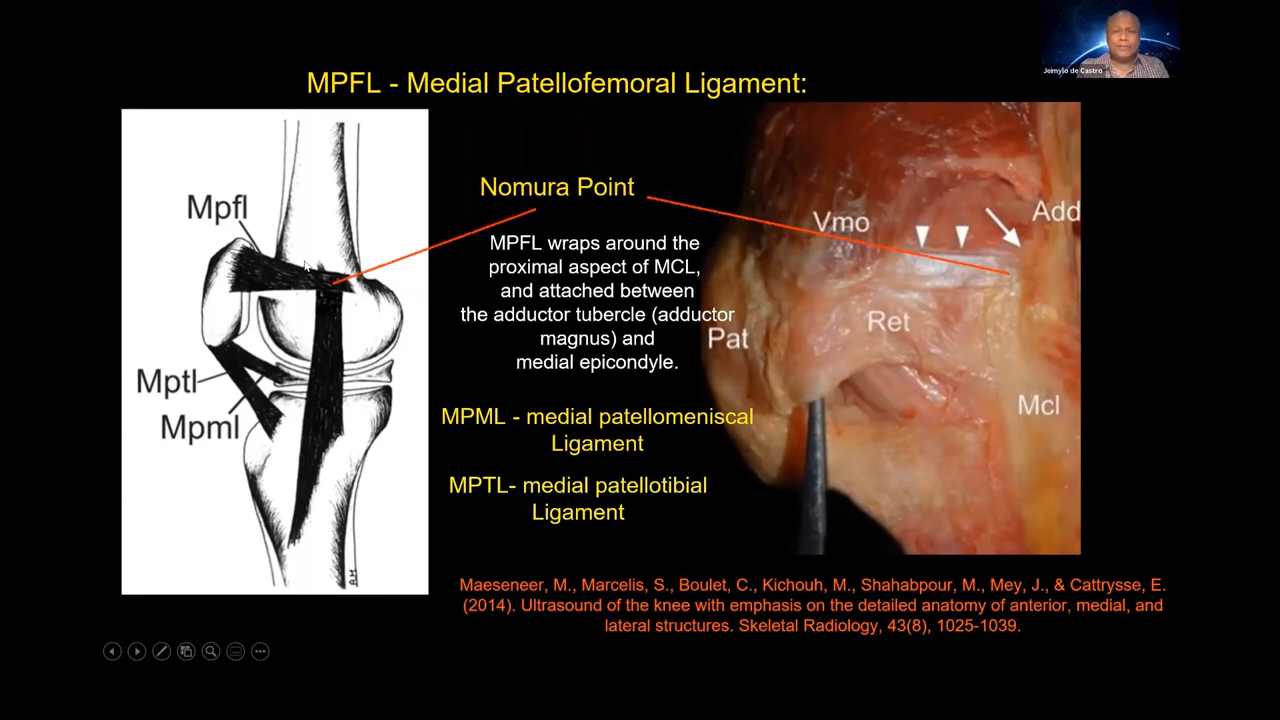 Jeimylo de Castro
MPFL - Medial Patellofemoral Ligament:
Mpfl
Mptl
Mpml
Nomura Point
MPFL wraps around the
proximal aspect of MCL,
and attached between
the adductor tubercle (adductor
magnus) and
medial epicondyle.
MPML - medial patellomeniscal
Ligament
MPTL- medial patellotibial
Ligament
Vmo
Add
Ret
Pat
Mcl
Maeseneer, M., Marcelis, S., Boulet, C., Kichouh, M., Shahabpour, M., Mey, J., & Cattrysse, E.
(2014). Ultrasound of the knee with emphasis on the detailed anatomy of anterior, medial, and
lateral structures. Skeletal Radiology, 43(8), 1025-1039.